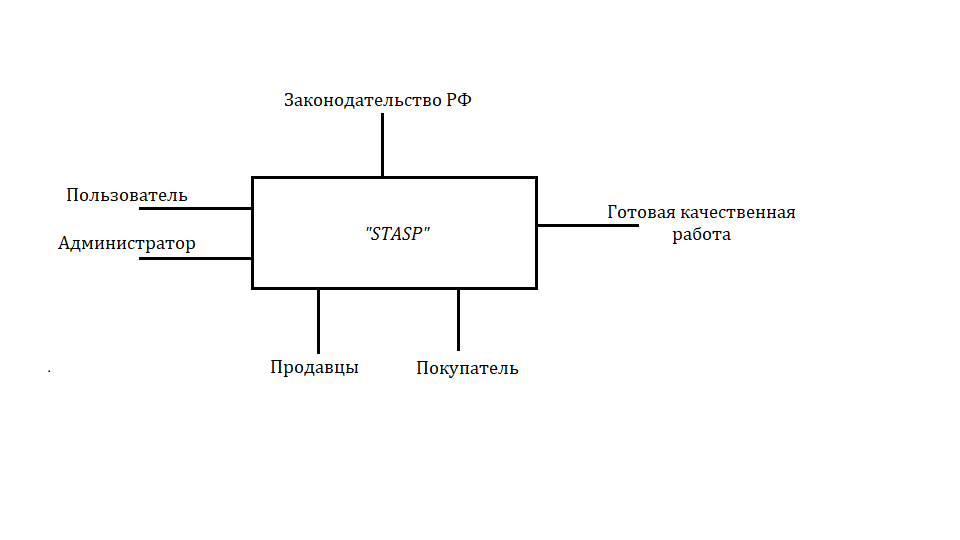 Законодательство РФ
Пользователь
Администратор
"STASP"
Готовая качественная
работа
Продавцы
Покупатель
.